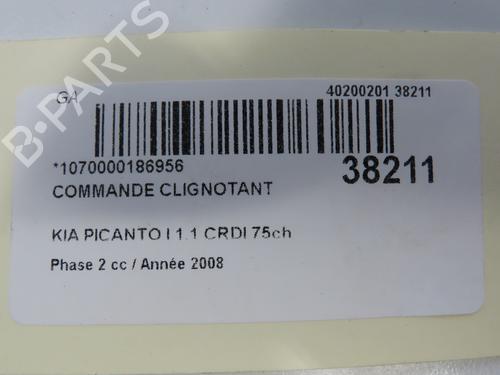 GA
40200201 38211
*1070000186956
38211
COMMANDE CLIGNOTANT
KIA PICANTO I 1.1 CRDI 75ch
Phase 2 cc / Année 2008
B-PARTS